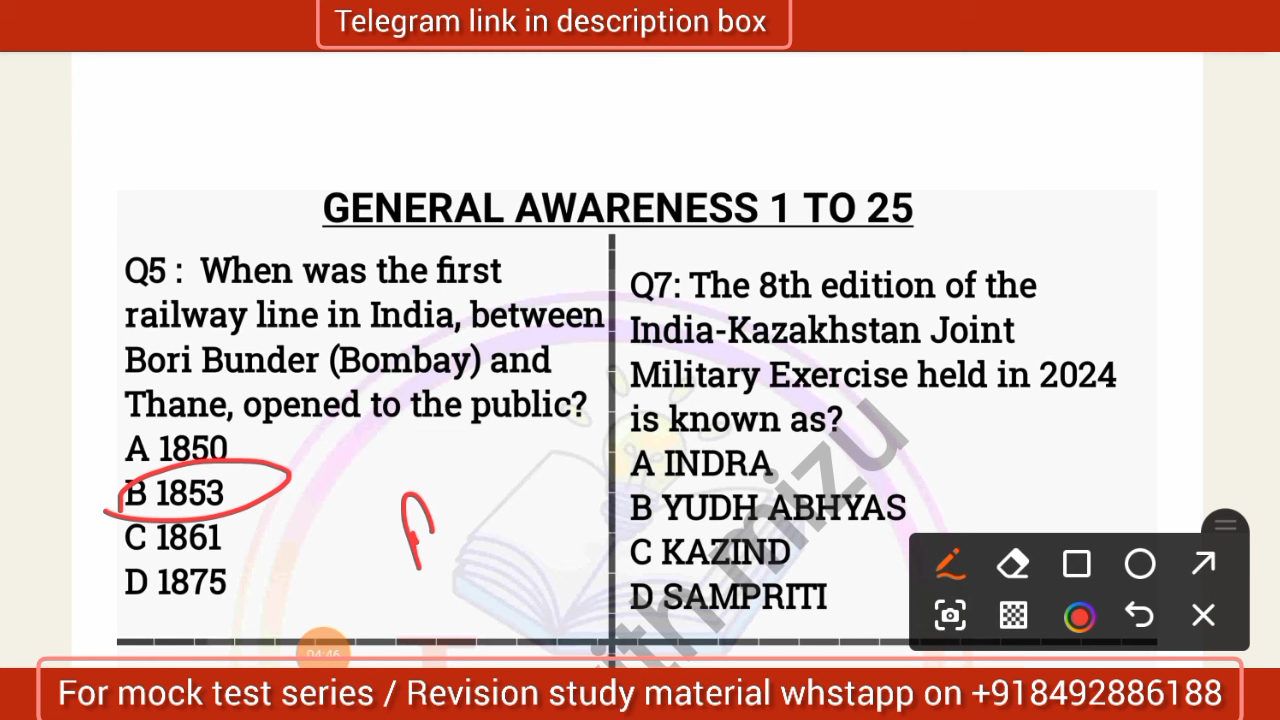 Telegram link in description box
GENERAL AWARENESS 1 TO 25
Q5 : When was the first
railway line in India, between
Bori Bunder (Bombay) and
Thane, opened to the public?
A 1850
B 1853
C 1861
D 1875
Q7: The 8th edition of the
India-Kazakhstan Joint
Military Exercise held in 2024
is known as?
A INDRA
B YUDH ABHYAS
C KAZIND
D SAMPRITI
mizu
04:46
For mock test series / Revision study material whstapp on +918492886188